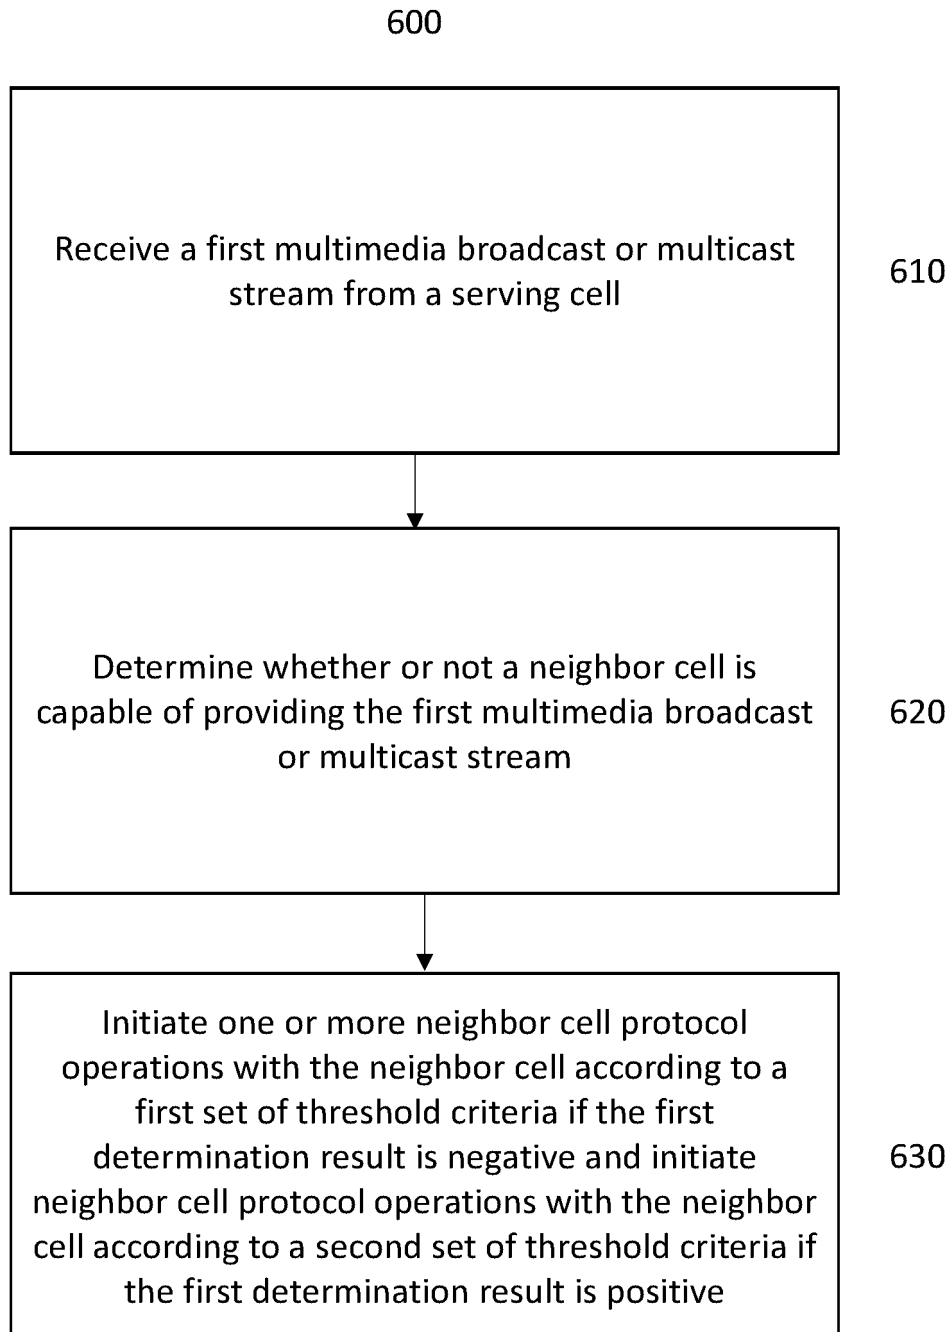 600
Receive a first multimedia broadcast or multicast
stream from a serving cell
610
Determine whether or not a neighbor cell is
capable of providing the first multimedia broadcast
or multicast stream
620
Initiate one or more neighbor cell protocol
operations with the neighbor cell according to a
first set of threshold criteria if the first
determination result is negative and initiate
neighbor cell protocol operations with the neighbor
cell according to a second set of threshold criteria if
the first determination result is positive
630